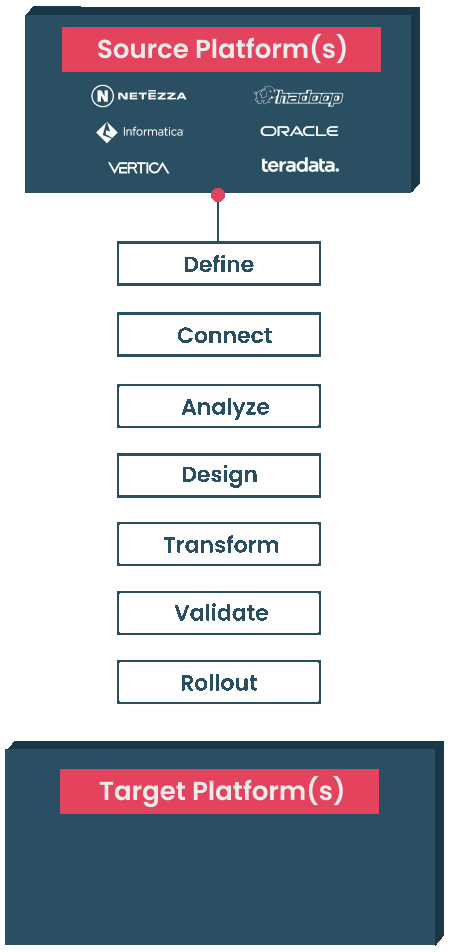 Source Platform(s)
N NETEZZA
hadoop
Informatica
ORACLE
VERTICA
teradata.
Define
Connect
Analyze
Design
Transform
Validate
Rollout
Target Platform(s)